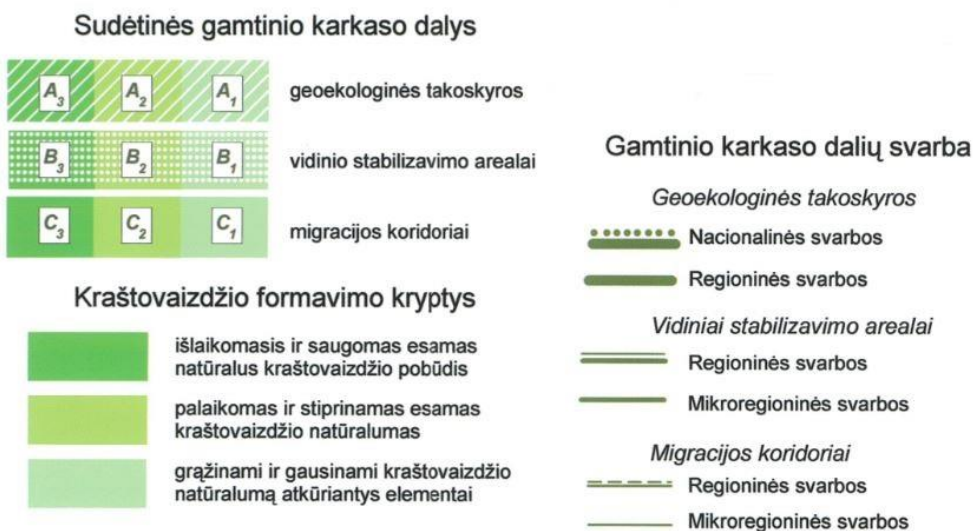 Sudėtinės gamtinio karkaso dalys
A3 A2 A1 geoekologinės takoskyros
B3 B2 B1 vidinio stabilizavimo arealai
C3 C2 C1 migracijos koridoriai
Kraštovaizdžio formavimo kryptys
išlaikomasis ir saugomas esamas
natūralus kraštovaizdžio pobūdis
palaikomas ir stiprinamas esamas
kraštovaizdžio natūralumas
grąžinami ir gausinami kraštovaizdžio
natūralumą atkūriantys elementai
Gamtinio karkaso dalių svarba
Geoekologinės takoskyros
Nacionalinės svarbos
Regioninės svarbos
Vidiniai stabilizavimo arealai
Regioninės svarbos
Mikroregioninės svarbos
Migracijos koridoriai
Regioninės svarbos
Mikroregioninės svarbos